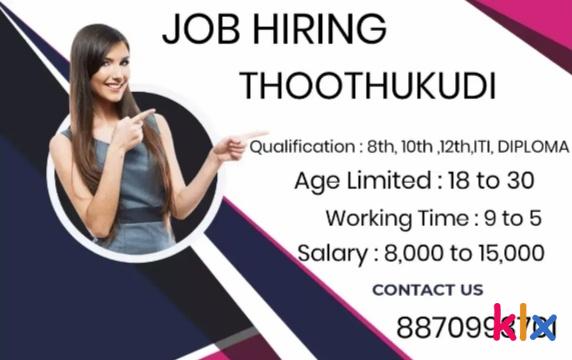 JOB HIRING
THOOTHUKUDI
Qualification : 8th, 10th ,12th,ITI, DIPLOMA
Age Limited : 18 to 30
Working Time : 9 to 5
Salary : 8,000 to 15,000
CONTACT US
klx